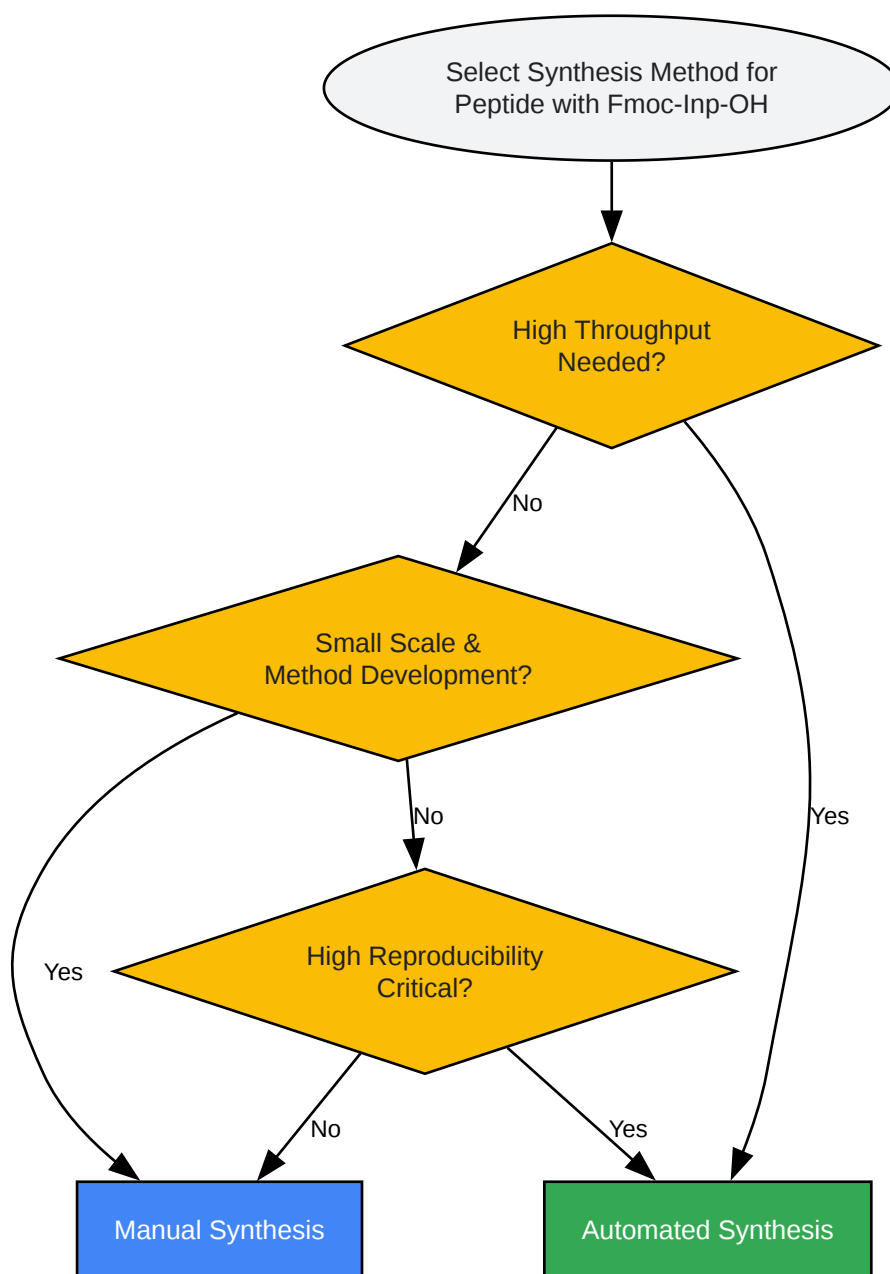 Select Synthesis Method for
Peptide with Fmoc-Inp-OH
High Throughput
Needed?
No
Small Scale &
Method Development?
No
Yes
High Reproducibility
Critical?
Yes
No
Yes
Manual Synthesis
Automated Synthesis